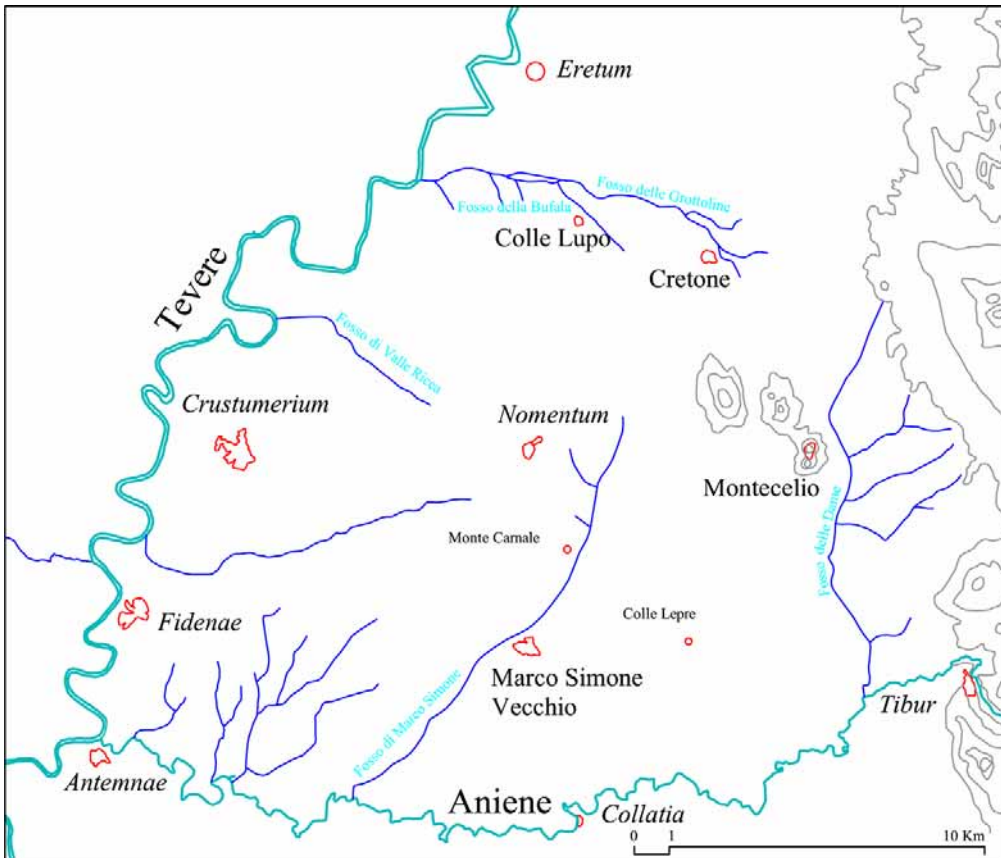 Eretum
Fosso delle Grottoline
Fosso della Bufala
Colle Lupo
Cretone
Tevere
Fosso di Valle Ricca
Crustumerium
Nomentum
Montecelio
Monte Carnale
Fosso delle Dame
Fidenae
Colle Lepre
Marco Simone
Vecchio
Fosso di Marco Simone
Tibur
Antemnae
Aniene
Collatia
0 1 10 Km